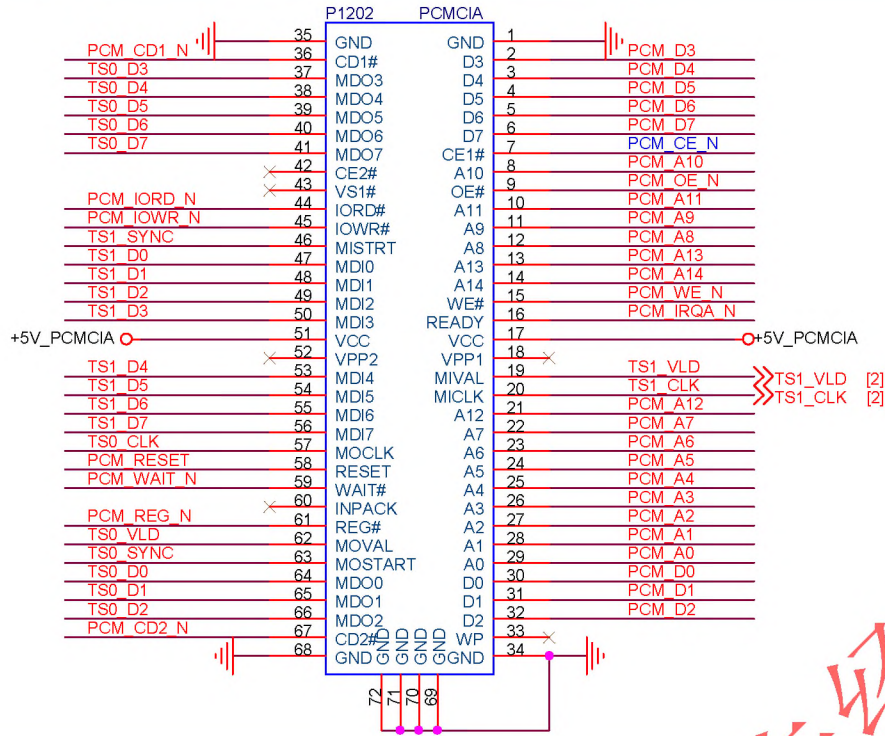 P1202 PCMCIA
35 GND GND 1
PCM_CD1_N 36 CD1# D3 2 PCM_D3
TS0_D3 37 MDO3 D4 3 PCM_D4
TS0_D4 38 MDO4 D5 4 PCM_D5
TS0_D5 39 MDO5 D6 5 PCM_D6
TS0_D6 40 MDO6 D7 6 PCM_D7
TS0_D7 41 MDO7 CE1# 7 PCM_CE_N
42 CE2# A10 8 PCM_A10
43 VS1# OE# 9 PCM_OE_N
PCM_IORD_N 44 IORD# A11 10 PCM_A11
PCM_IOWR_N 45 IOWR# A9 11 PCM_A9
TS1_SYNC 46 MISTRT A8 12 PCM_A8
TS1_D0 47 MDI0 A13 13 PCM_A13
TS1_D1 48 MDI1 A14 14 PCM_A14
TS1_D2 49 MDI2 WE# 15 PCM_WE_N
TS1_D3 50 MDI3 READY 16 PCM_IRQA_N
+5V_PCMCIA 51 VCC VCC 17 +5V_PCMCIA
52 VPP2 VPP1 18
TS1_D4 53 MDI4 MIVAL 19 TS1_VLD TS1_VLD [2]
TS1_D5 54 MDI5 MICLK 20 TS1_CLK TS1_CLK [2]
TS1_D6 55 MDI6 A12 21 PCM_A12
TS1_D7 56 MDI7 A7 22 PCM_A7
TS0_CLK 57 MOCLK A6 23 PCM_A6
PCM_RESET 58 RESET A5 24 PCM_A5
PCM_WAIT_N 59 WAIT# A4 25 PCM_A4
60 INPACK A3 26 PCM_A3
PCM_REG_N 61 REG# A2 27 PCM_A2
TS0_VLD 62 MOVAL A1 28 PCM_A1
TS0_SYNC 63 MOSTART A0 29 PCM_A0
TS0_D0 64 MDO0 D0 30 PCM_D0
TS0_D1 65 MDO1 D1 31 PCM_D1
TS0_D2 66 MDO2 D2 32 PCM_D2
PCM_CD2_N 67 CD2# WP 33
68 GND GND GND GND GND GND 34
72 71 70 69